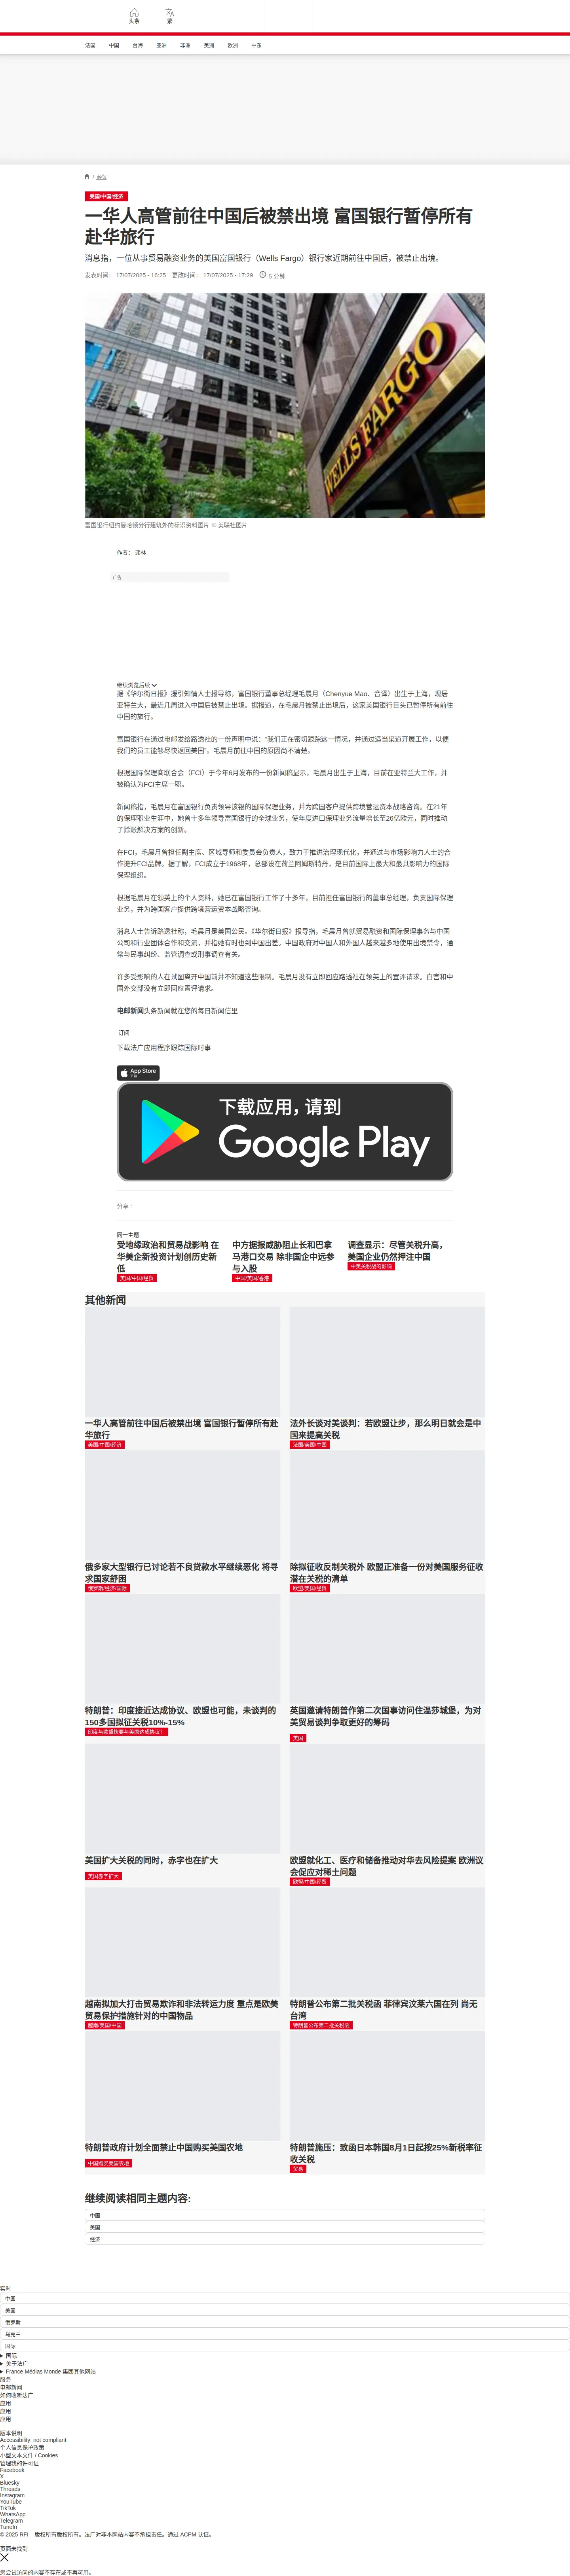 头条
繁
法国 中国 台海 亚洲 非洲 美洲 欧洲 中东
/ 经贸
美国/中国/经济
一华人高管前往中国后被禁出境 富国银行暂停所有
赴华旅行
消息指，一位从事贸易融资业务的美国富国银行（Wells Fargo）银行家近期前往中国后，被禁止出境。
发表时间： 17/07/2025 - 16:25 更改时间： 17/07/2025 - 17:29 5 分钟
WELLS FARGO
富国银行纽约曼哈顿分行建筑外的标识资料图片 © 美联社图片
作者： 弗林
广告
继续浏览后续
据《华尔街日报》援引知情人士报导称，富国银行董事总经理毛晨月（Chenyue Mao、音译）出生于上海，现居
亚特兰大，最近几周进入中国后被禁止出境。据报道，在毛晨月被禁止出境后，这家美国银行巨头已暂停所有前往
中国的旅行。
富国银行在通过电邮发给路透社的一份声明中说：“我们正在密切跟踪这一情况，并通过适当渠道开展工作，以便
我们的员工能够尽快返回美国”。毛晨月前往中国的原因尚不清楚。
根据国际保理商联合会（FCI）于今年6月发布的一份新闻稿显示，毛晨月出生于上海，目前在亚特兰大工作，并
被确认为FCI主席一职。
新闻稿指，毛晨月在富国银行负责领导该银的国际保理业务，并为跨国客户提供跨境营运资本战略咨询。在21年
的保理职业生涯中，她曾十多年领导富国银行的全球业务，使年度进口保理业务流量增长至26亿欧元，同时推动
了赊账解决方案的创新。
在FCI，毛晨月曾担任副主席、区域导师和委员会负责人，致力于推进治理现代化，并通过与市场影响力人士的合
作提升FCI品牌。据了解，FCI成立于1968年，总部设在荷兰阿姆斯特丹，是目前国际上最大和最具影响力的国际
保理组织。
根据毛晨月在领英上的个人资料，她已在富国银行工作了十多年，目前担任富国银行的董事总经理，负责国际保理
业务，并为跨国客户提供跨境营运资本战略咨询。
消息人士告诉路透社称，毛晨月是美国公民。《华尔街日报》报导指，毛晨月曾就贸易融资和国际保理事务与中国
公司和行业团体合作和交流，并指她有时也到中国出差。中国政府对中国人和外国人越来越多地使用出境禁令，通
常与民事纠纷、监管调查或刑事调查有关。
许多受影响的人在试图离开中国前并不知道这些限制。毛晨月没有立即回应路透社在领英上的置评请求。白宫和中
国外交部没有立即回应置评请求。
电邮新闻头条新闻就在您的每日新闻信里
订阅
下载法广应用程序跟踪国际时事
App Store
下载
下载应用，请到
Google Play
分享 :
同一主题
受地缘政治和贸易战影响 在
华美企新投资计划创历史新
低
美国/中国/经贸
中方据报威胁阻止长和巴拿
马港口交易 除非国企中远参
与入股
中国/美国/香港
调查显示：尽管关税升高，
美国企业仍然押注中国
中美关税战的影响
其他新闻
一华人高管前往中国后被禁出境 富国银行暂停所有赴
华旅行
美国/中国/经济
法外长谈对美谈判：若欧盟让步，那么明日就会是中
国来提高关税
法国/美国/中国
俄多家大型银行已讨论若不良贷款水平继续恶化 将寻
求国家舒困
俄罗斯/经济/国际
除拟征收反制关税外 欧盟正准备一份对美国服务征收
潜在关税的清单
欧盟/美国/经贸
特朗普：印度接近达成协议、欧盟也可能，未谈判的
150多国拟征关税10%-15%
印度与欧盟快要与美国达成协议？
英国邀请特朗普作第二次国事访问住温莎城堡，为对
美贸易谈判争取更好的筹码
英国
美国扩大关税的同时，赤字也在扩大
美国赤字扩大
欧盟就化工、医疗和储备推动对华去风险提案 欧洲议
会促应对稀土问题
欧盟/中国/经贸
越南拟加大打击贸易欺诈和非法转运力度 重点是欧美
贸易保护措施针对的中国物品
越南/美国/中国
特朗普公布第二批关税函 菲律宾汶莱六国在列 尚无
台湾
特朗普公布第二批关税函
特朗普政府计划全面禁止中国购买美国农地
中国购买美国农地
特朗普施压：致函日本韩国8月1日起按25%新税率征
收关税
贸易
继续阅读相同主题内容:
中国
美国
经济
实时
中国
美国
俄罗斯
乌克兰
国际
国际
关于法广
France Médias Monde 集团其他网站
服务
电邮新闻
如何收听法广
应用
应用
应用
版本说明
Accessibility: not compliant
个人信息保护政策
小型文本文件 / Cookies
管理我的许可证
Facebook
X
Bluesky
Threads
Instagram
YouTube
TikTok
WhatsApp
Telegram
TuneIn
© 2025 RFI – 版权所有版权所有。法广对非本网站内容不承担责任。通过 ACPM 认证。
页面未找到
您尝试访问的内容不存在或不再可用。